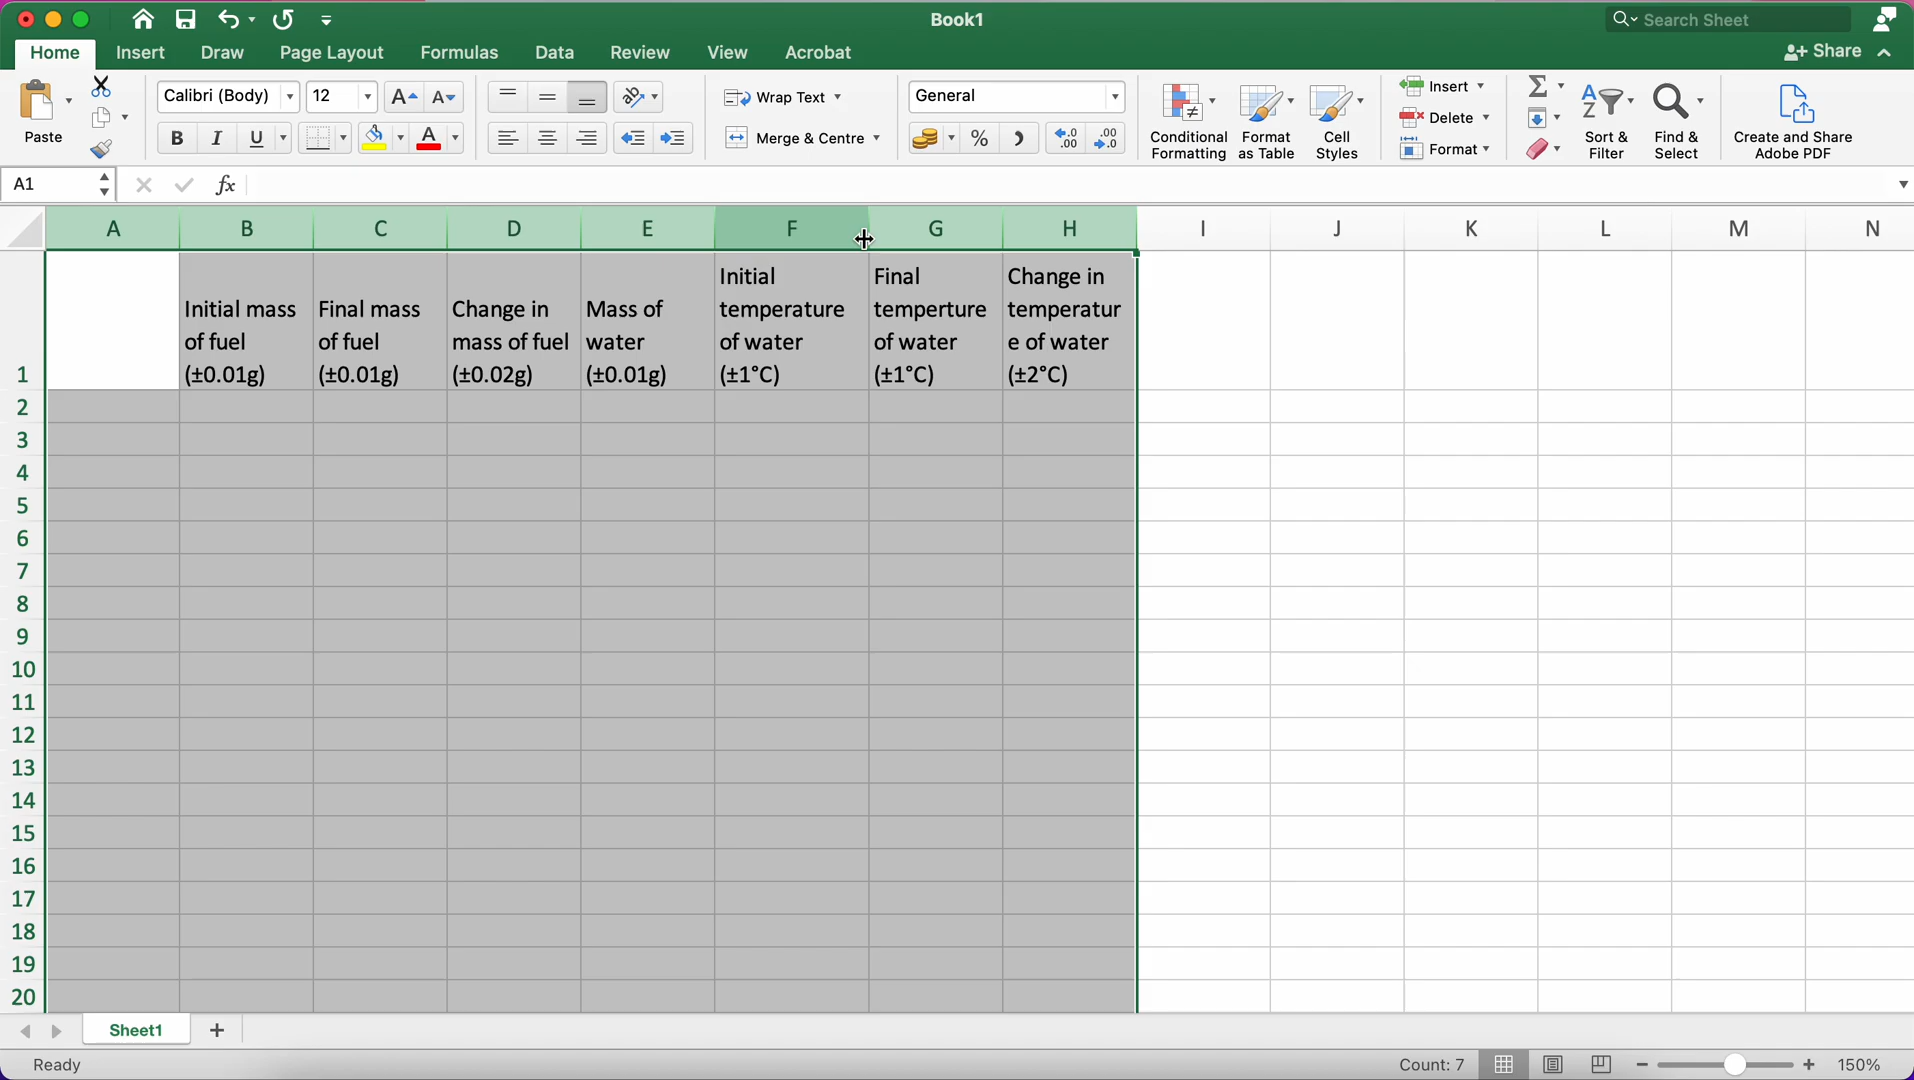 Book1
Search Sheet
Home Insert Draw Page Layout Formulas Data Review View Acrobat Share
Paste
Calibri (Body) 12
B I U A
Wrap Text
Merge & Centre
General
%
Conditional Formatting
Format as Table
Cell Styles
Insert
Delete
Format
Sort & Filter
Find & Select
Create and Share Adobe PDF
A1 fx
A B C D E F G H I J K L M N
1
Initial mass
of fuel
(±0.01g)
Final mass
of fuel
(±0.01g)
Change in
mass of fuel
(±0.02g)
Mass of
water
(±0.01g)
Initial
temperature
of water
(±1°C)
Final
temperture
of water
(±1°C)
Change in
temperatur
e of water
(±2°C)
2
3
4
5
6
7
8
9
10
11
12
13
14
15
16
17
18
19
20
Sheet1 +
Ready
Count: 7
150%